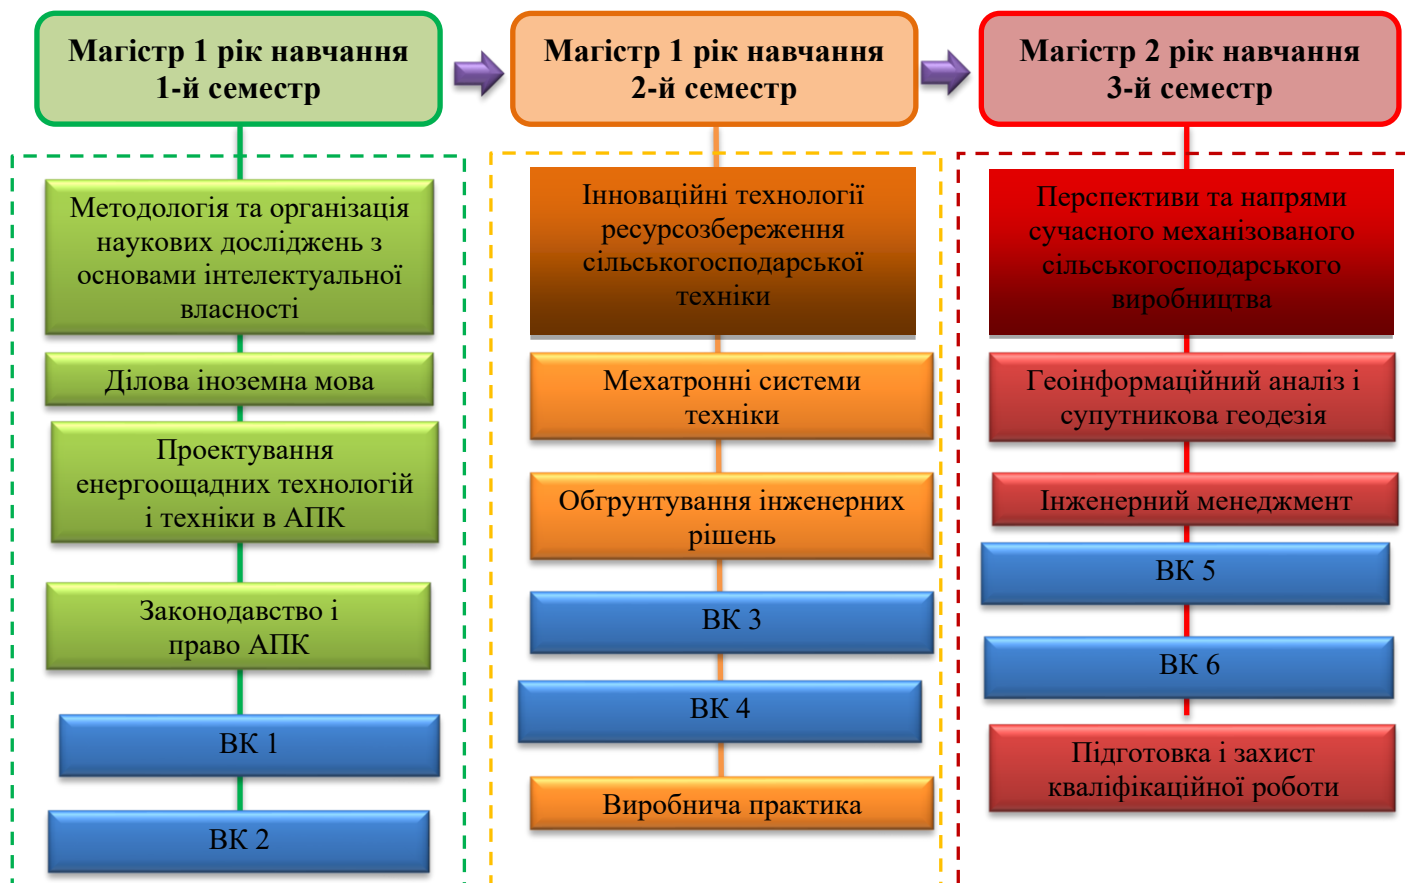 Магістр 1 рік навчання
1-й семестр
Методологія та організація
наукових досліджень з
основами інтелектуальної
власності
Ділова іноземна мова
Проектування
енергоощадних технологій
і техніки в АПК
Законодавство і
право АПК
ВК 1
ВК 2
Магістр 1 рік навчання
2-й семестр
Інноваційні технології
ресурсозбереження
сільськогосподарської
техніки
Мехатронні системи
техніки
Обгрунтування інженерних
рішень
ВК 3
ВК 4
Виробнича практика
Магістр 2 рік навчання
3-й семестр
Перспективи та напрями
сучасного механізованого
сільськогосподарського
виробництва
Геоінформаційний аналіз і
супутникова геодезія
Інженерний менеджмент
ВК 5
ВК 6
Підготовка і захист
кваліфікаційної роботи